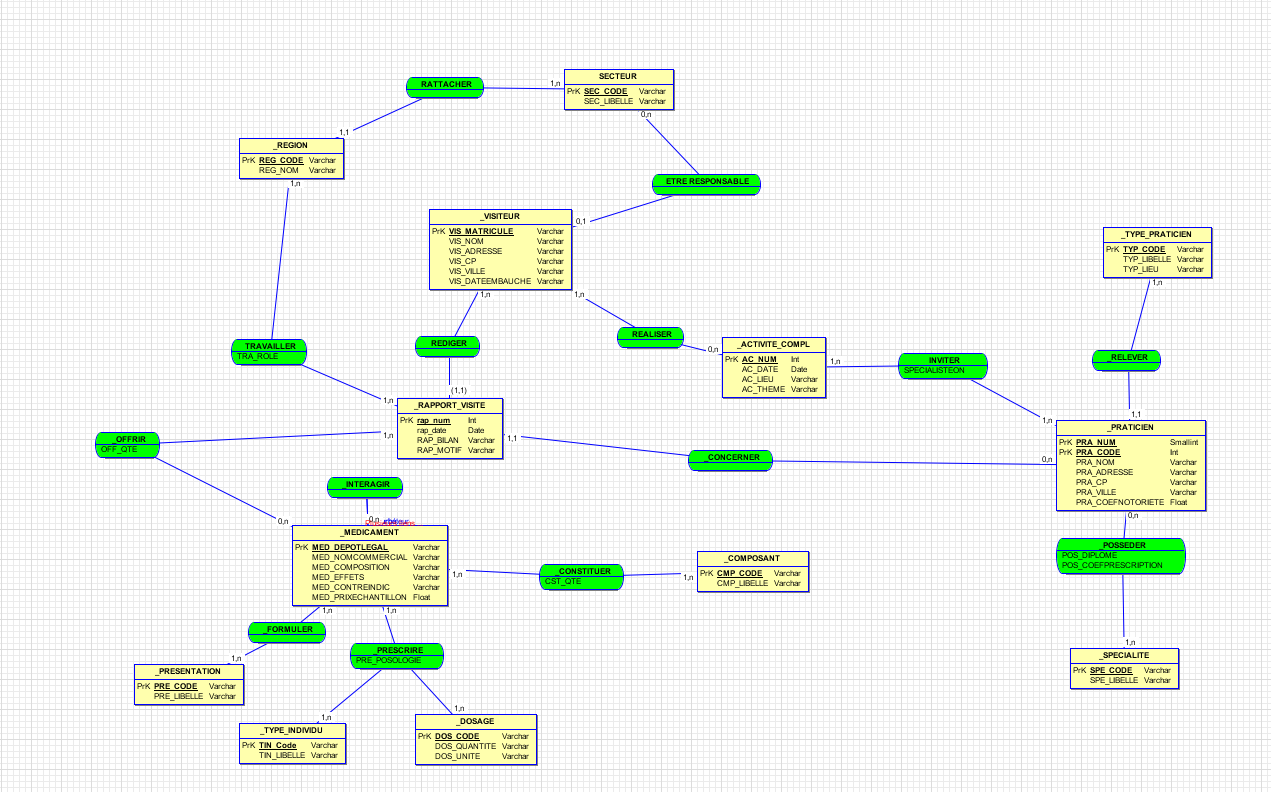 RATTACHER
1,n
SECTEUR
PrK SEC_CODE Varchar
SEC_LIBELLE Varchar
0,n
1,1
_REGION
PrK REG_CODE Varchar
REG_NOM Varchar
1,n
ETRE RESPONSABLE
0,1
_VISITEUR
PrK VIS_MATRICULE Varchar
VIS_NOM Varchar
VIS_ADRESSE Varchar
VIS_CP Varchar
VIS_VILLE Varchar
VIS_DATEEMBAUCHE Varchar
1,n
1,n
_TYPE_PRATICIEN
PrK TYP_CODE Varchar
TYP_LIBELLE Varchar
TYP_LIEU Varchar
1,n
TRAVAILLER
TRA_ROLE
1,n
REDIGER
(1,1)
REALISER
0,n
_ACTIVITE_COMPL
PrK AC_NUM Int
AC_DATE Date
AC_LIEU Varchar
AC_THEME Varchar
1,n
INVITER
SPECIALISTEON
1,n
_RELEVER
1,1
_RAPPORT_VISITE
PrK rap_num Int
rap_date Date
RAP_BILAN Varchar
RAP_MOTIF Varchar
1,n
1,1
_OFFRIR
OFF_QTE
0,n
_CONCERNER
0,n
_PRATICIEN
PrK PRA_NUM Smallint
PrK PRA_CODE Int
PRA_NOM Varchar
PRA_ADRESSE Varchar
PRA_CP Varchar
PRA_VILLE Varchar
PRA_COEFNOTORIETE Float
0,n
_INTERAGIR
0,n
_MEDICAMENT
PrK MED_DEPOTLEGAL Varchar
MED_NOMCOMMERCIAL Varchar
MED_COMPOSITION Varchar
MED_EFFETS Varchar
MED_CONTREINDIC Varchar
MED_PRIXECHANTILLON Float
1,n
_CONSTITUER
CST_QTE
1,n
_COMPOSANT
PrK CMP_CODE Varchar
CMP_LIBELLE Varchar
_POSSEDER
POS_DIPLOME
POS_COEFPRESCRIPTION
1,n
_SPECIALITE
PrK SPE_CODE Varchar
SPE_LIBELLE Varchar
1,n
1,n
_FORMULER
1,n
_PRESENTATION
PrK PRE_CODE Varchar
PRE_LIBELLE Varchar
_PRESCRIRE
PRE_POSOLOGIE
1,n
1,n
_TYPE_INDIVIDU
PrK TIN_Code Varchar
TIN_LIBELLE Varchar
_DOSAGE
PrK DOS_CODE Varchar
DOS_QUANTITE Varchar
DOS_UNITE Varchar